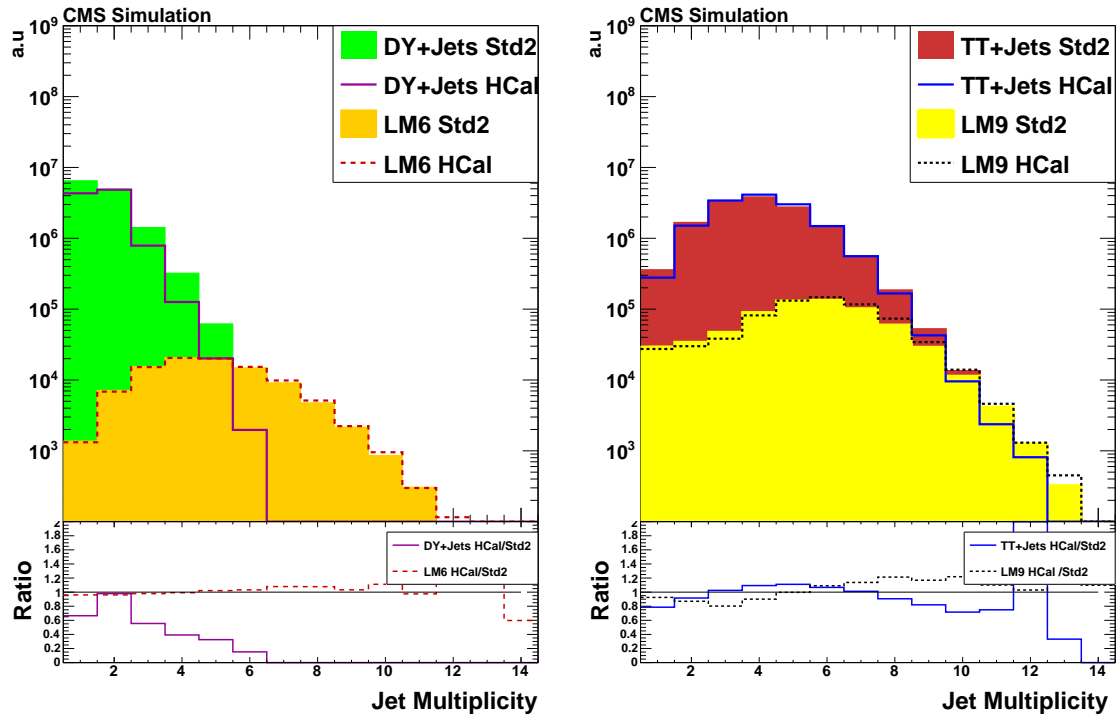 CMS Simulation
a.u
10^9
10^8
10^7
10^6
10^5
10^4
10^3
DY+Jets Std2
DY+Jets HCal
LM6 Std2
LM6 HCal
Ratio
2
1.8
1.6
1.4
1.2
1
0.8
0.6
0.4
0.2
0
DY+Jets HCal/Std2
LM6 HCal/Std2
2 4 6 8 10 12 14
Jet Multiplicity
CMS Simulation
a.u
10^9
10^8
10^7
10^6
10^5
10^4
10^3
TT+Jets Std2
TT+Jets HCal
LM9 Std2
LM9 HCal
Ratio
2
1.8
1.6
1.4
1.2
1
0.8
0.6
0.4
0.2
0
TT+Jets HCal/Std2
LM9 HCal /Std2
2 4 6 8 10 12 14
Jet Multiplicity